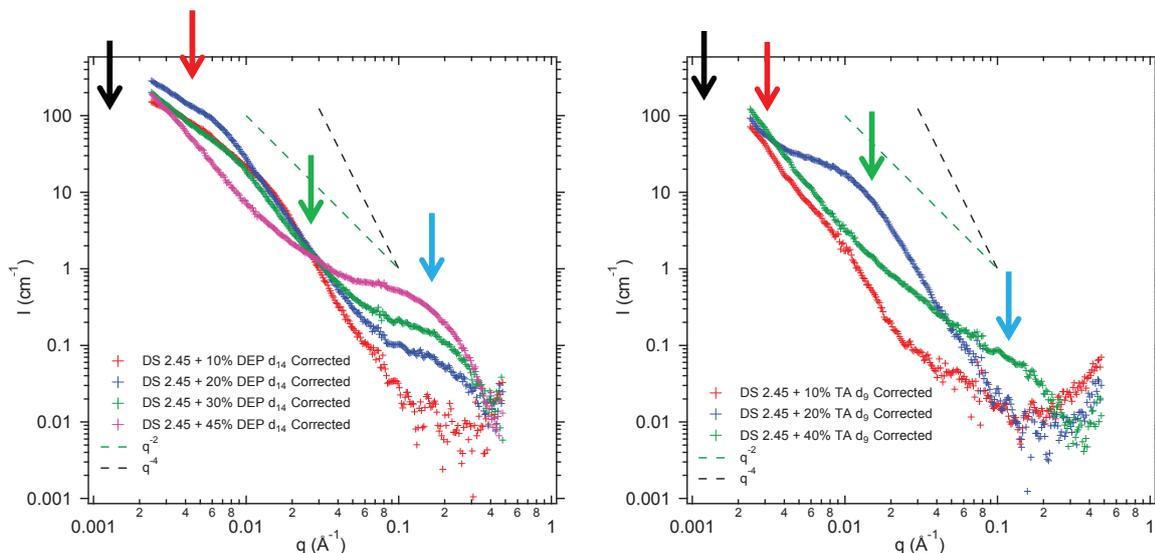 100
10
1
0.1
0.01
0.001
I (cm⁻¹)
DS 2.45 + 10% DEP d₁₄ Corrected
DS 2.45 + 20% DEP d₁₄ Corrected
DS 2.45 + 30% DEP d₁₄ Corrected
DS 2.45 + 45% DEP d₁₄ Corrected
q⁻²
q⁻⁴
0.001 2 4 6 8 0.01 2 4 6 8 0.1 2 4 6 8 1
q (Å⁻¹)
100
10
1
0.1
0.01
0.001
I (cm⁻¹)
DS 2.45 + 10% TA d₉ Corrected
DS 2.45 + 20% TA d₉ Corrected
DS 2.45 + 40% TA d₉ Corrected
q⁻²
q⁻⁴
0.001 2 4 6 8 0.01 2 4 6 8 0.1 2 4 6 8 1
q (Å⁻¹)